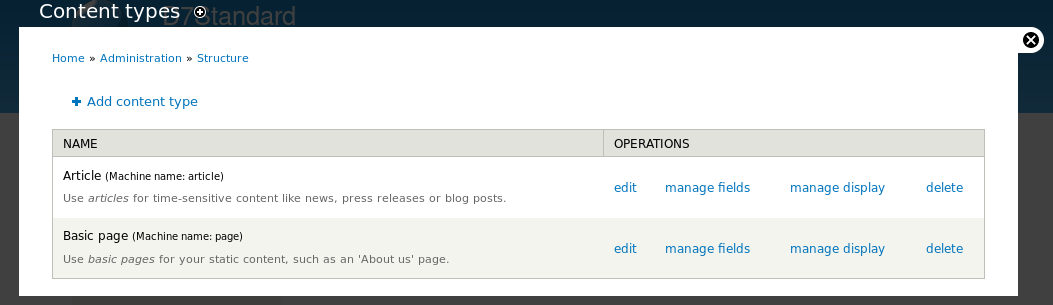 D7Standard
Content types
Home » Administration » Structure
Add content type
NAME OPERATIONS
Article (Machine name: article)
Use articles for time-sensitive content like news, press releases or blog posts.
edit manage fields manage display delete
Basic page (Machine name: page)
Use basic pages for your static content, such as an 'About us' page.
edit manage fields manage display delete